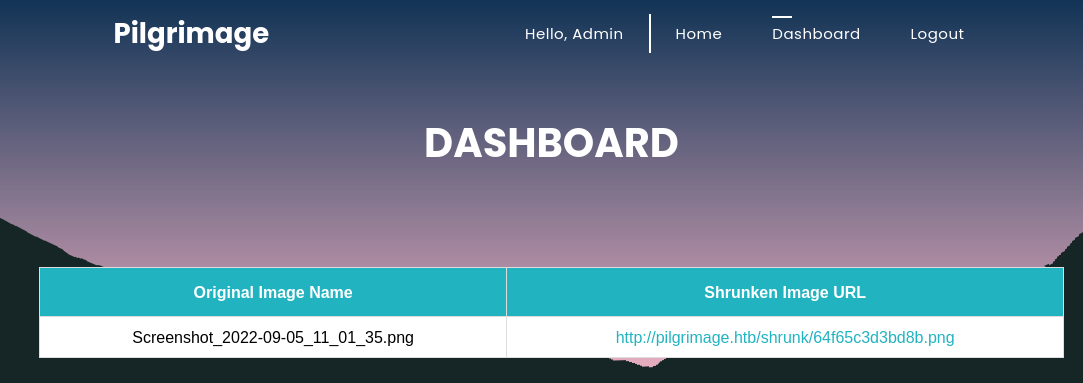 Pilgrimage
Hello, Admin Home Dashboard Logout
DASHBOARD
Original Image Name Shrunken Image URL
Screenshot_2022-09-05_11_01_35.png http://pilgrimage.htb/shrunk/64f65c3d3bd8b.png